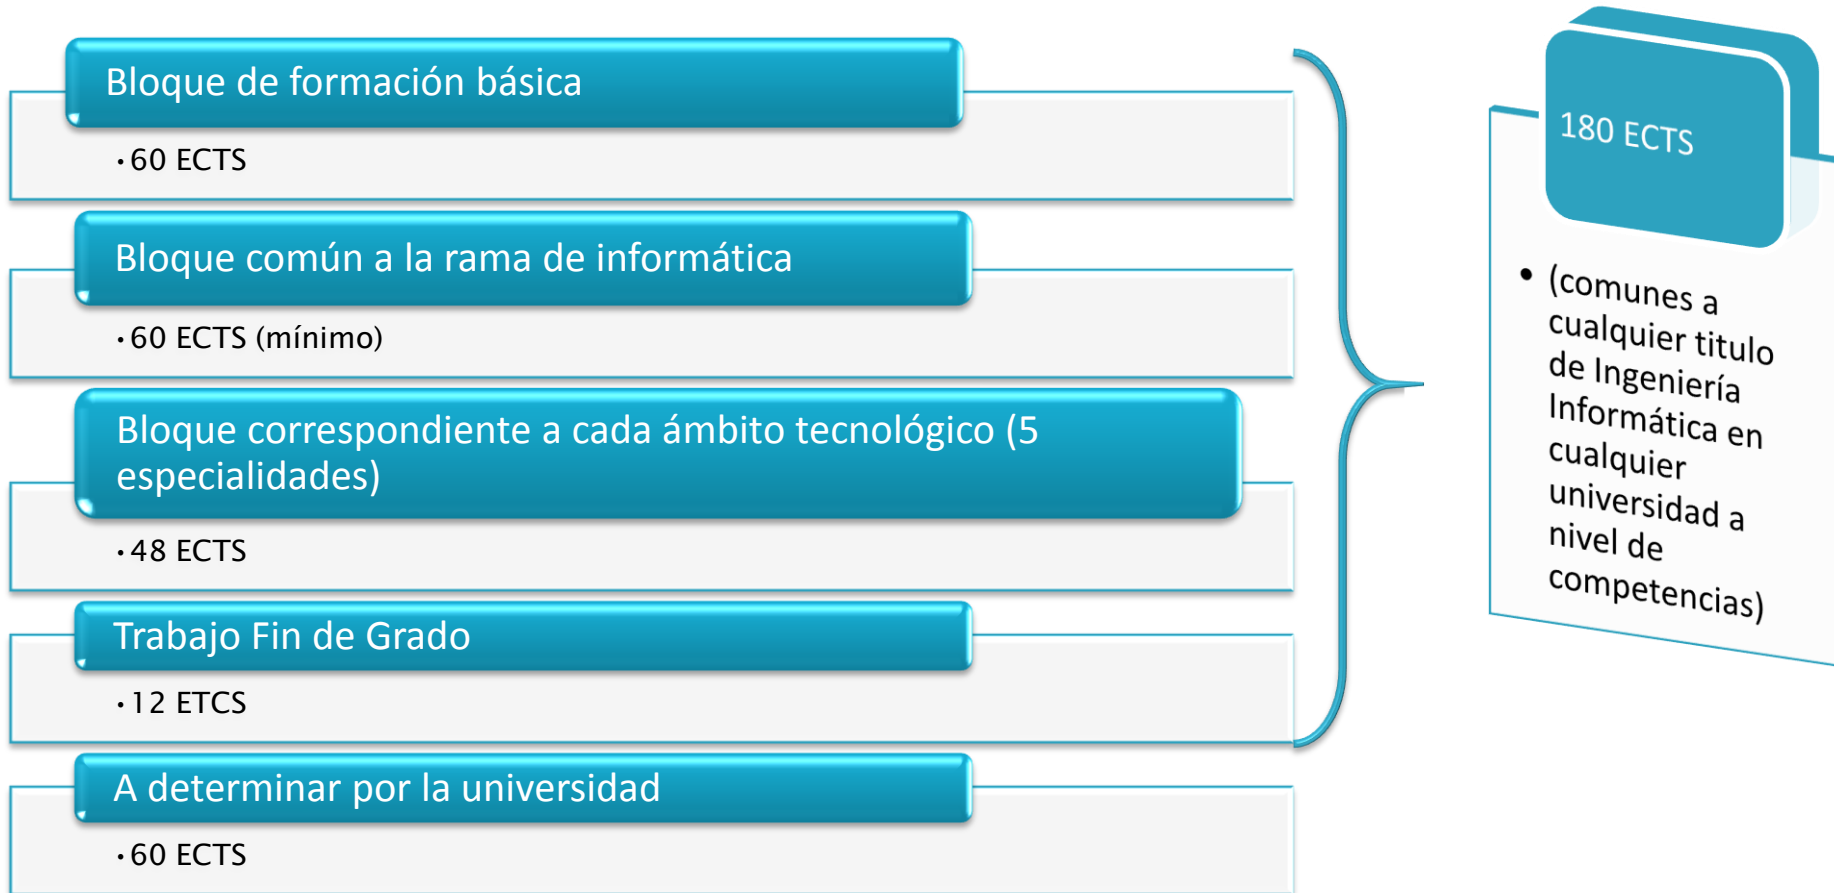 Bloque de formación básica
•60 ECTS
Bloque común a la rama de informática
•60 ECTS (mínimo)
Bloque correspondiente a cada ámbito tecnológico (5
especialidades)
•48 ECTS
Trabajo Fin de Grado
•12 ETCS
A determinar por la universidad
•60 ECTS
180 ECTS
• (comunes a
cualquier titulo
de Ingeniería
Informática en
cualquier
universidad a
nivel de
competencias)